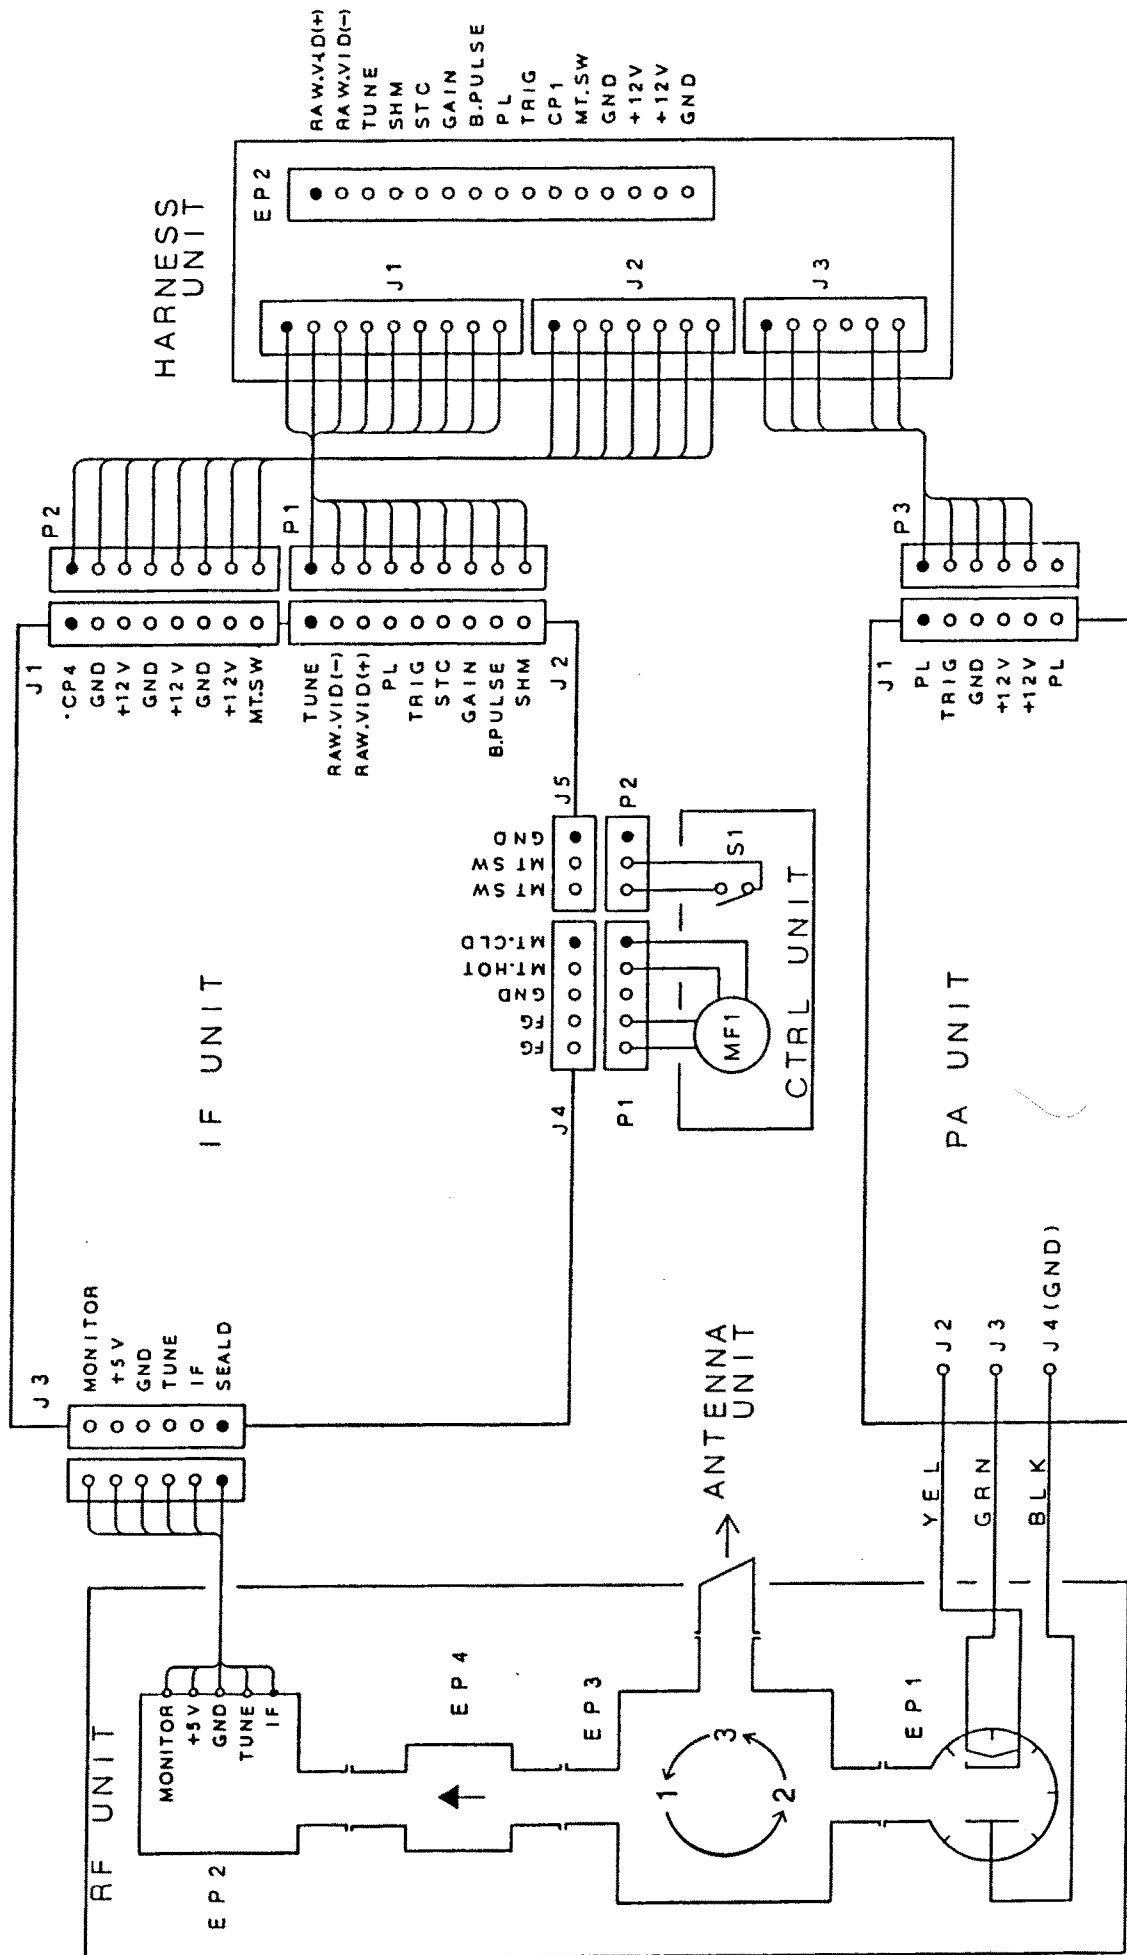 RF UNIT
EP2
MONITOR
+5V
GND
TUNE
IF
EP4
EP3
1
2
3
EP1
ANTENNA
UNIT
YEL
GRN
BLK
J2
J3
J4(GND)
PA UNIT
J3
MONITOR
+5V
GND
TUNE
IF
SEALD
IF UNIT
J4
FG
FG
GND
MT.HOT
MT.CLD
P1
MF1
CTRL UNIT
J5
MT SW
MT SW
GND
P2
S1
J1
CP4
GND
+12V
GND
+12V
GND
+12V
MT.SW
P2
J2
TUNE
RAW.VID(-)
RAW.VID(+)
PL
TRIG
STC
GAIN
B.PULSE
SHM
P1
J1
PL
TRIG
GND
+12V
+12V
PL
P3
HARNESS
UNIT
J1
J2
J3
EP2
RAW.VID(+)
RAW.VID(-)
TUNE
SHM
STC
GAIN
B.PULSE
PL
TRIG
CP1
MT.SW
GND
+12V
+12V
GND